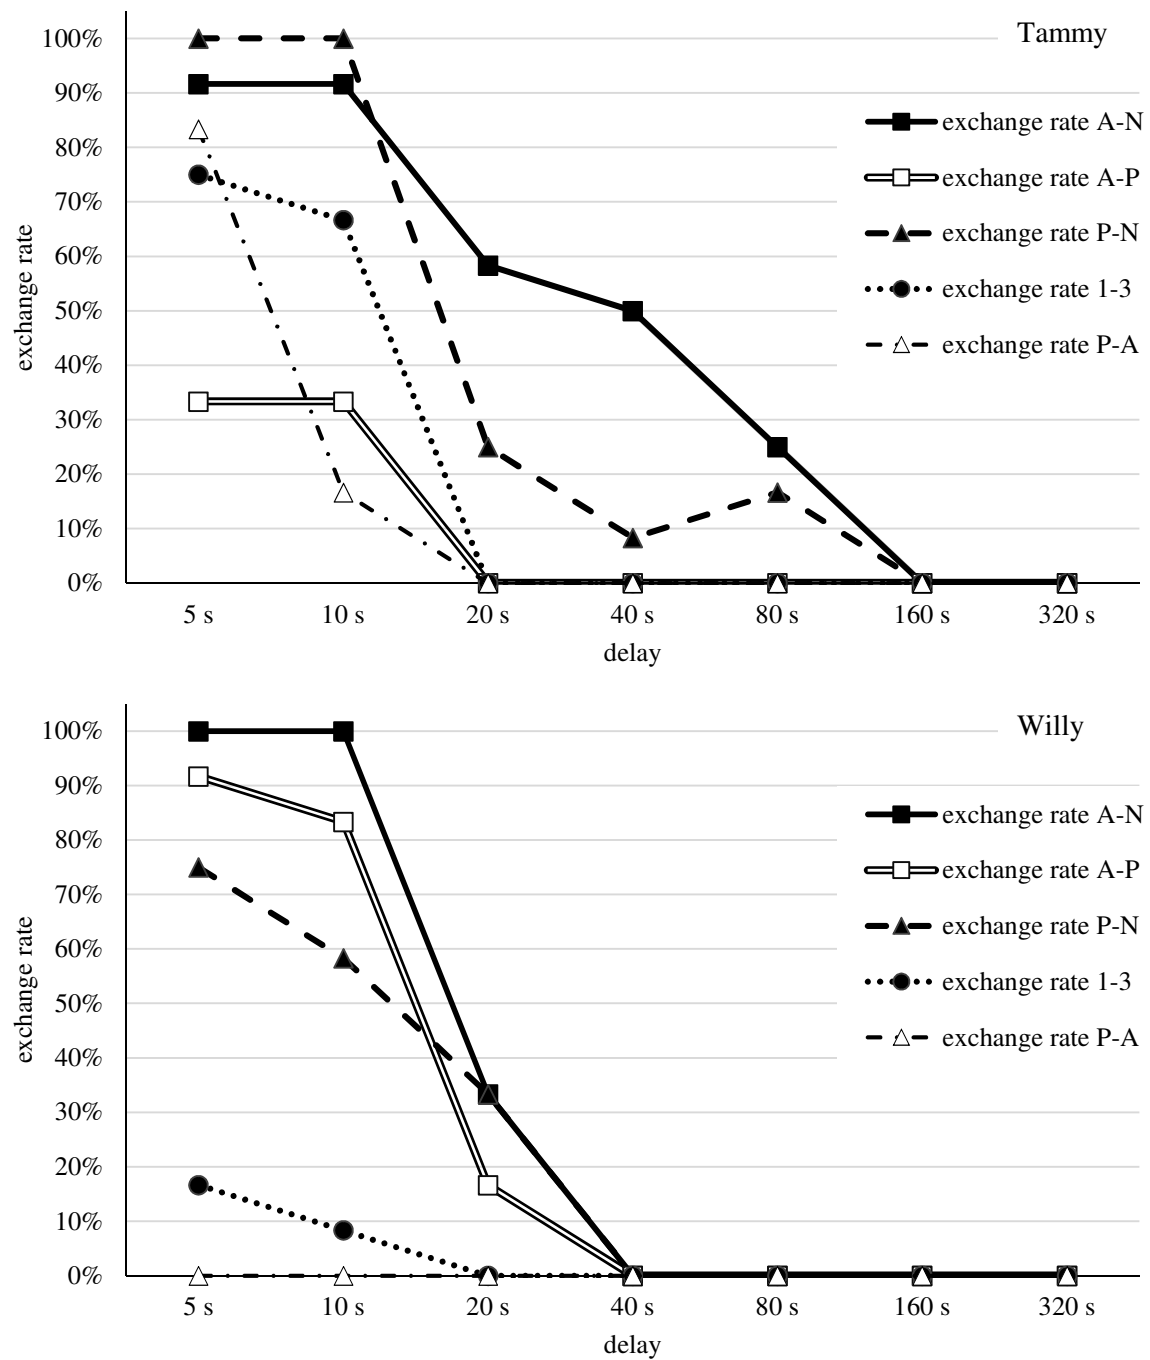 Tammy
100%
90%
80%
70%
60%
50%
40%
30%
20%
10%
0%
exchange rate
exchange rate A-N
exchange rate A-P
exchange rate P-N
exchange rate 1-3
exchange rate P-A
5 s 10 s 20 s 40 s 80 s 160 s 320 s
delay
Willy
100%
90%
80%
70%
60%
50%
40%
30%
20%
10%
0%
exchange rate
exchange rate A-N
exchange rate A-P
exchange rate P-N
exchange rate 1-3
exchange rate P-A
5 s 10 s 20 s 40 s 80 s 160 s 320 s
delay